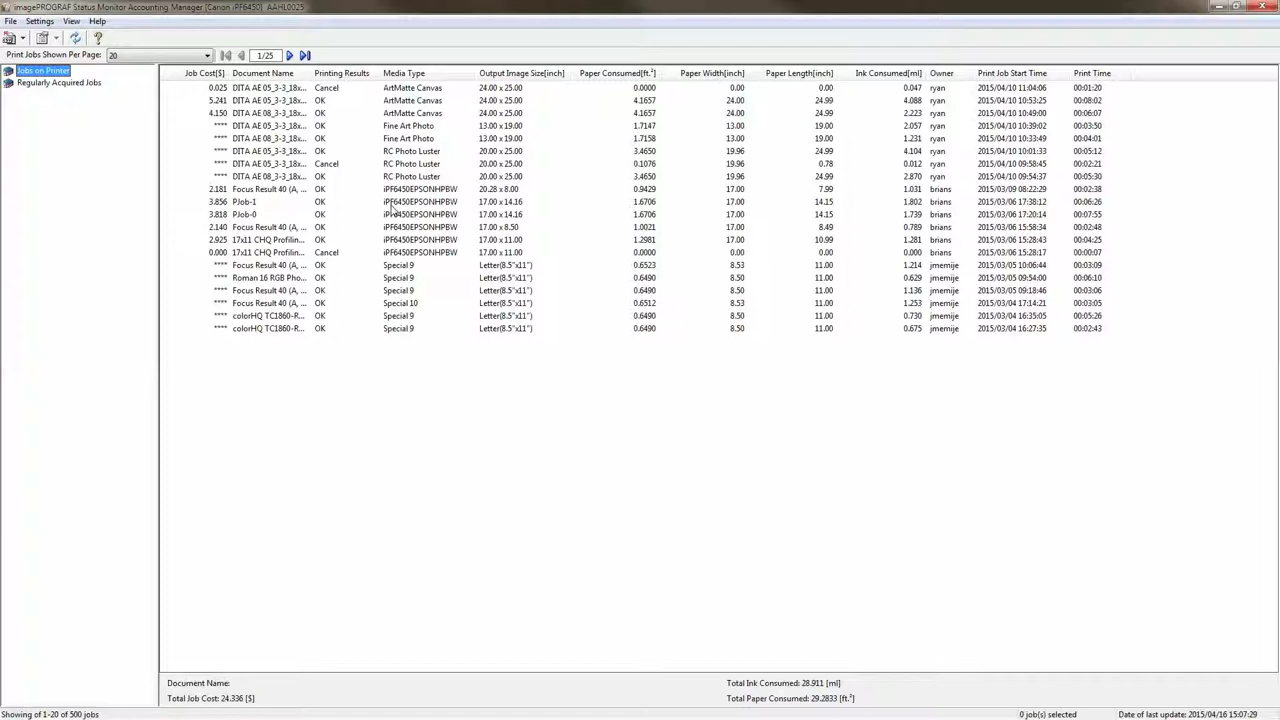 imagePROGRAF Status Monitor Accounting Manager [Canon iPF6450] AAHL0025
File Settings View Help
Print Jobs Shown Per Page: 20 1/25
Jobs on Printer
Regularly Acquired Jobs
Job Cost[$] Document Name Printing Results Media Type Output Image Size[inch] Paper Consumed[ft.²] Paper Width[inch] Paper Length[inch] Ink Consumed[ml] Owner Print Job Start Time Print Time
0.025 DITA AE 05_3-3_18x... Cancel ArtMatte Canvas 24.00 x 25.00 0.0000 0.00 0.00 0.047 ryan 2015/04/10 11:04:06 00:01:20
5.241 DITA AE 05_3-3_18x... OK ArtMatte Canvas 24.00 x 25.00 4.1657 24.00 24.99 4.088 ryan 2015/04/10 10:53:25 00:08:02
4.150 DITA AE 08_3-3_18x... OK ArtMatte Canvas 24.00 x 25.00 4.1657 24.00 24.99 2.223 ryan 2015/04/10 10:49:00 00:06:07
**** DITA AE 05_3-3_18x... OK Fine Art Photo 13.00 x 19.00 1.7147 13.00 19.00 2.057 ryan 2015/04/10 10:39:02 00:03:50
**** DITA AE 08_3-3_18x... OK Fine Art Photo 13.00 x 19.00 1.7158 13.00 19.00 1.231 ryan 2015/04/10 10:33:49 00:04:01
**** DITA AE 05_3-3_18x... OK RC Photo Luster 20.00 x 25.00 3.4650 19.96 24.99 4.104 ryan 2015/04/10 10:01:33 00:05:12
**** DITA AE 05_3-3_18x... Cancel RC Photo Luster 20.00 x 25.00 0.1076 19.96 0.78 0.012 ryan 2015/04/10 09:58:45 00:02:21
**** DITA AE 08_3-3_18x... OK RC Photo Luster 20.00 x 25.00 3.4650 19.96 24.99 2.870 ryan 2015/04/10 09:54:37 00:05:30
2.181 Focus Result 40 (A, ... OK iPF6450EPSONHPBW 20.28 x 8.00 0.9429 17.00 7.99 1.031 brians 2015/03/09 08:22:29 00:02:38
3.856 PJob-1 OK iPF6450EPSONHPBW 17.00 x 14.16 1.6706 17.00 14.15 1.802 brians 2015/03/06 17:38:12 00:06:26
3.818 PJob-0 OK iPF6450EPSONHPBW 17.00 x 14.16 1.6706 17.00 14.15 1.739 brians 2015/03/06 17:20:14 00:07:55
2.140 Focus Result 40 (A, ... OK iPF6450EPSONHPBW 17.00 x 8.50 1.0021 17.00 8.49 0.789 brians 2015/03/06 15:58:34 00:02:48
2.925 17x11 CHQ Profilin... OK iPF6450EPSONHPBW 17.00 x 11.00 1.2981 17.00 10.99 1.281 brians 2015/03/06 15:28:43 00:04:25
0.000 17x11 CHQ Profilin... Cancel iPF6450EPSONHPBW 17.00 x 11.00 0.0000 0.00 0.00 0.000 brians 2015/03/06 15:28:17 00:00:07
**** Focus Result 40 (A, ... OK Special 9 Letter(8.5"x11") 0.6523 8.53 11.00 1.214 jmemije 2015/03/05 10:06:44 00:03:09
**** Roman 16 RGB Pho... OK Special 9 Letter(8.5"x11") 0.6490 8.50 11.00 0.629 jmemije 2015/03/05 09:54:00 00:06:10
**** Focus Result 40 (A, ... OK Special 9 Letter(8.5"x11") 0.6490 8.50 11.00 1.136 jmemije 2015/03/05 09:18:46 00:03:06
**** Focus Result 40 (A, ... OK Special 10 Letter(8.5"x11") 0.6512 8.53 11.00 1.253 jmemije 2015/03/04 17:14:21 00:03:05
**** colorHQ TC1860-R... OK Special 9 Letter(8.5"x11") 0.6490 8.50 11.00 0.730 jmemije 2015/03/04 16:35:05 00:05:26
**** colorHQ TC1860-R... OK Special 9 Letter(8.5"x11") 0.6490 8.50 11.00 0.675 jmemije 2015/03/04 16:27:35 00:02:43
Document Name: Total Ink Consumed: 28.911 [ml]
Total Job Cost: 24.336 [$] Total Paper Consumed: 29.2833 [ft.²]
Showing of 1-20 of 500 jobs 0 job(s) selected Date of last update: 2015/04/16 15:07:29